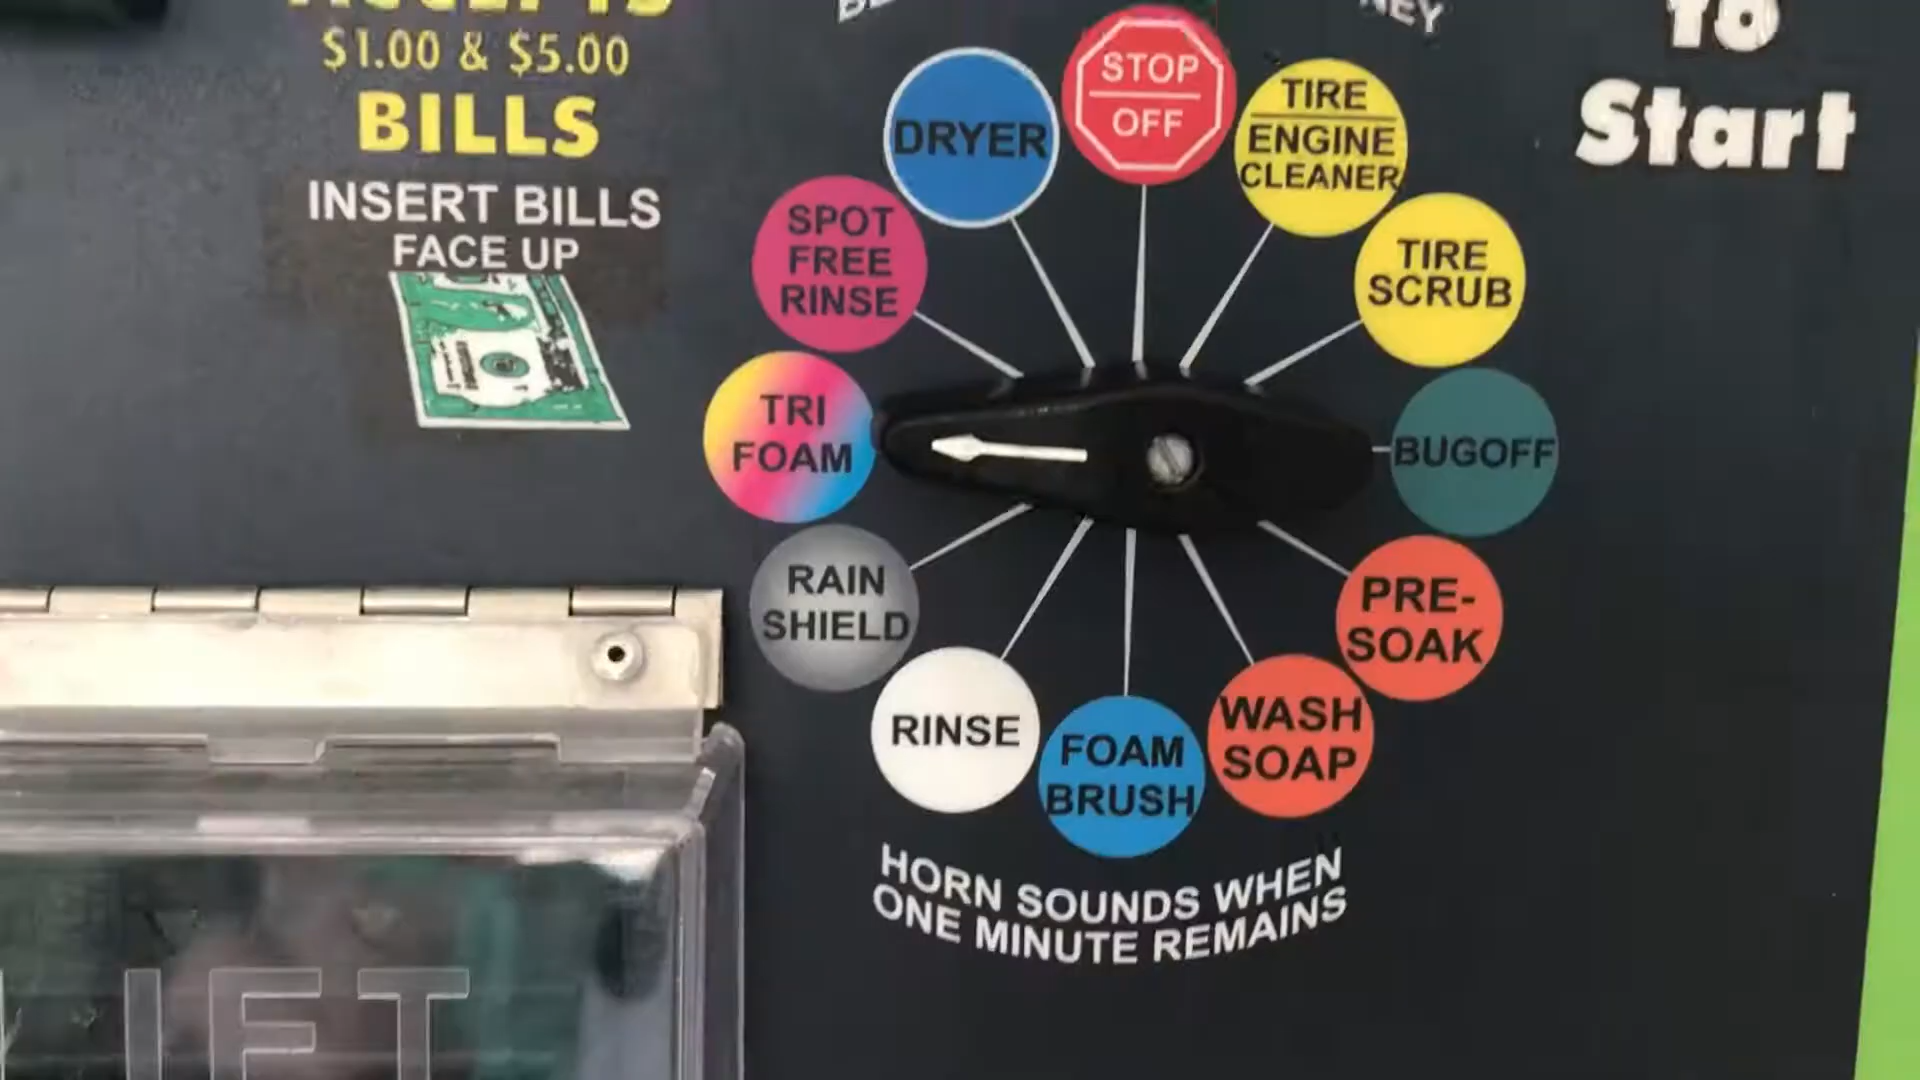 $1.00 & $5.00
BILLS
INSERT BILLS
FACE UP
to
Start
STOP
OFF
TIRE
ENGINE
CLEANER
TIRE
SCRUB
BUGOFF
PRE-
SOAK
WASH
SOAP
FOAM
BRUSH
RINSE
RAIN
SHIELD
TRI
FOAM
SPOT
FREE
RINSE
DRYER
HORN SOUNDS WHEN
ONE MINUTE REMAINS
LIFT